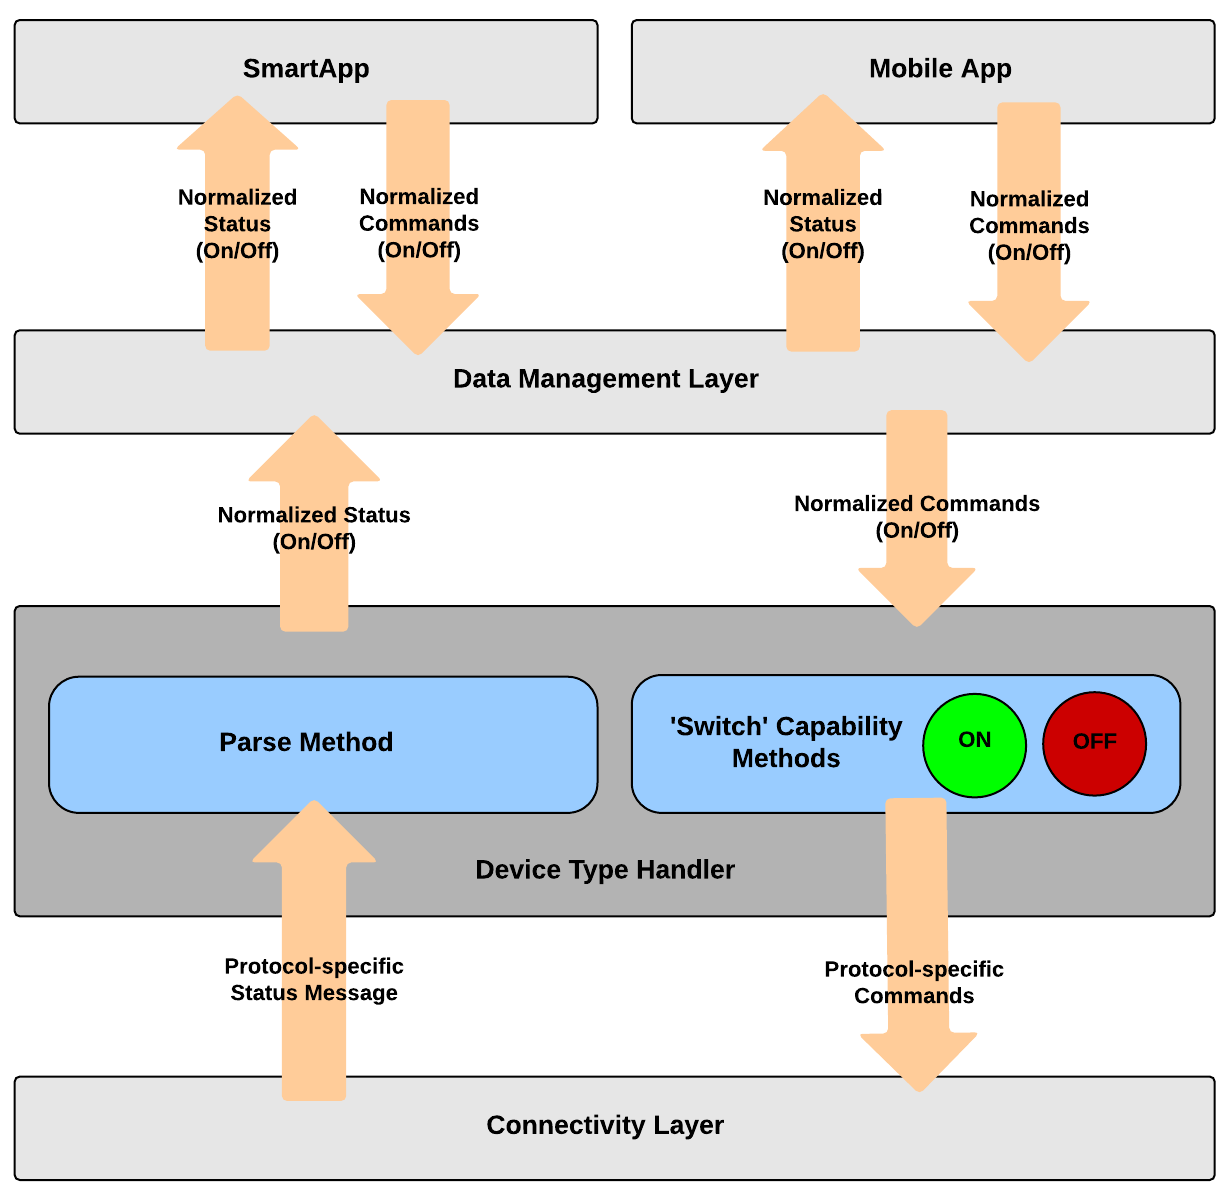 SmartApp
Mobile App
Normalized
Status
(On/Off)
Normalized
Commands
(On/Off)
Normalized
Status
(On/Off)
Normalized
Commands
(On/Off)
Data Management Layer
Normalized Status
(On/Off)
Normalized Commands
(On/Off)
Parse Method
'Switch' Capability
Methods
ON
OFF
Device Type Handler
Protocol-specific
Status Message
Protocol-specific
Commands
Connectivity Layer